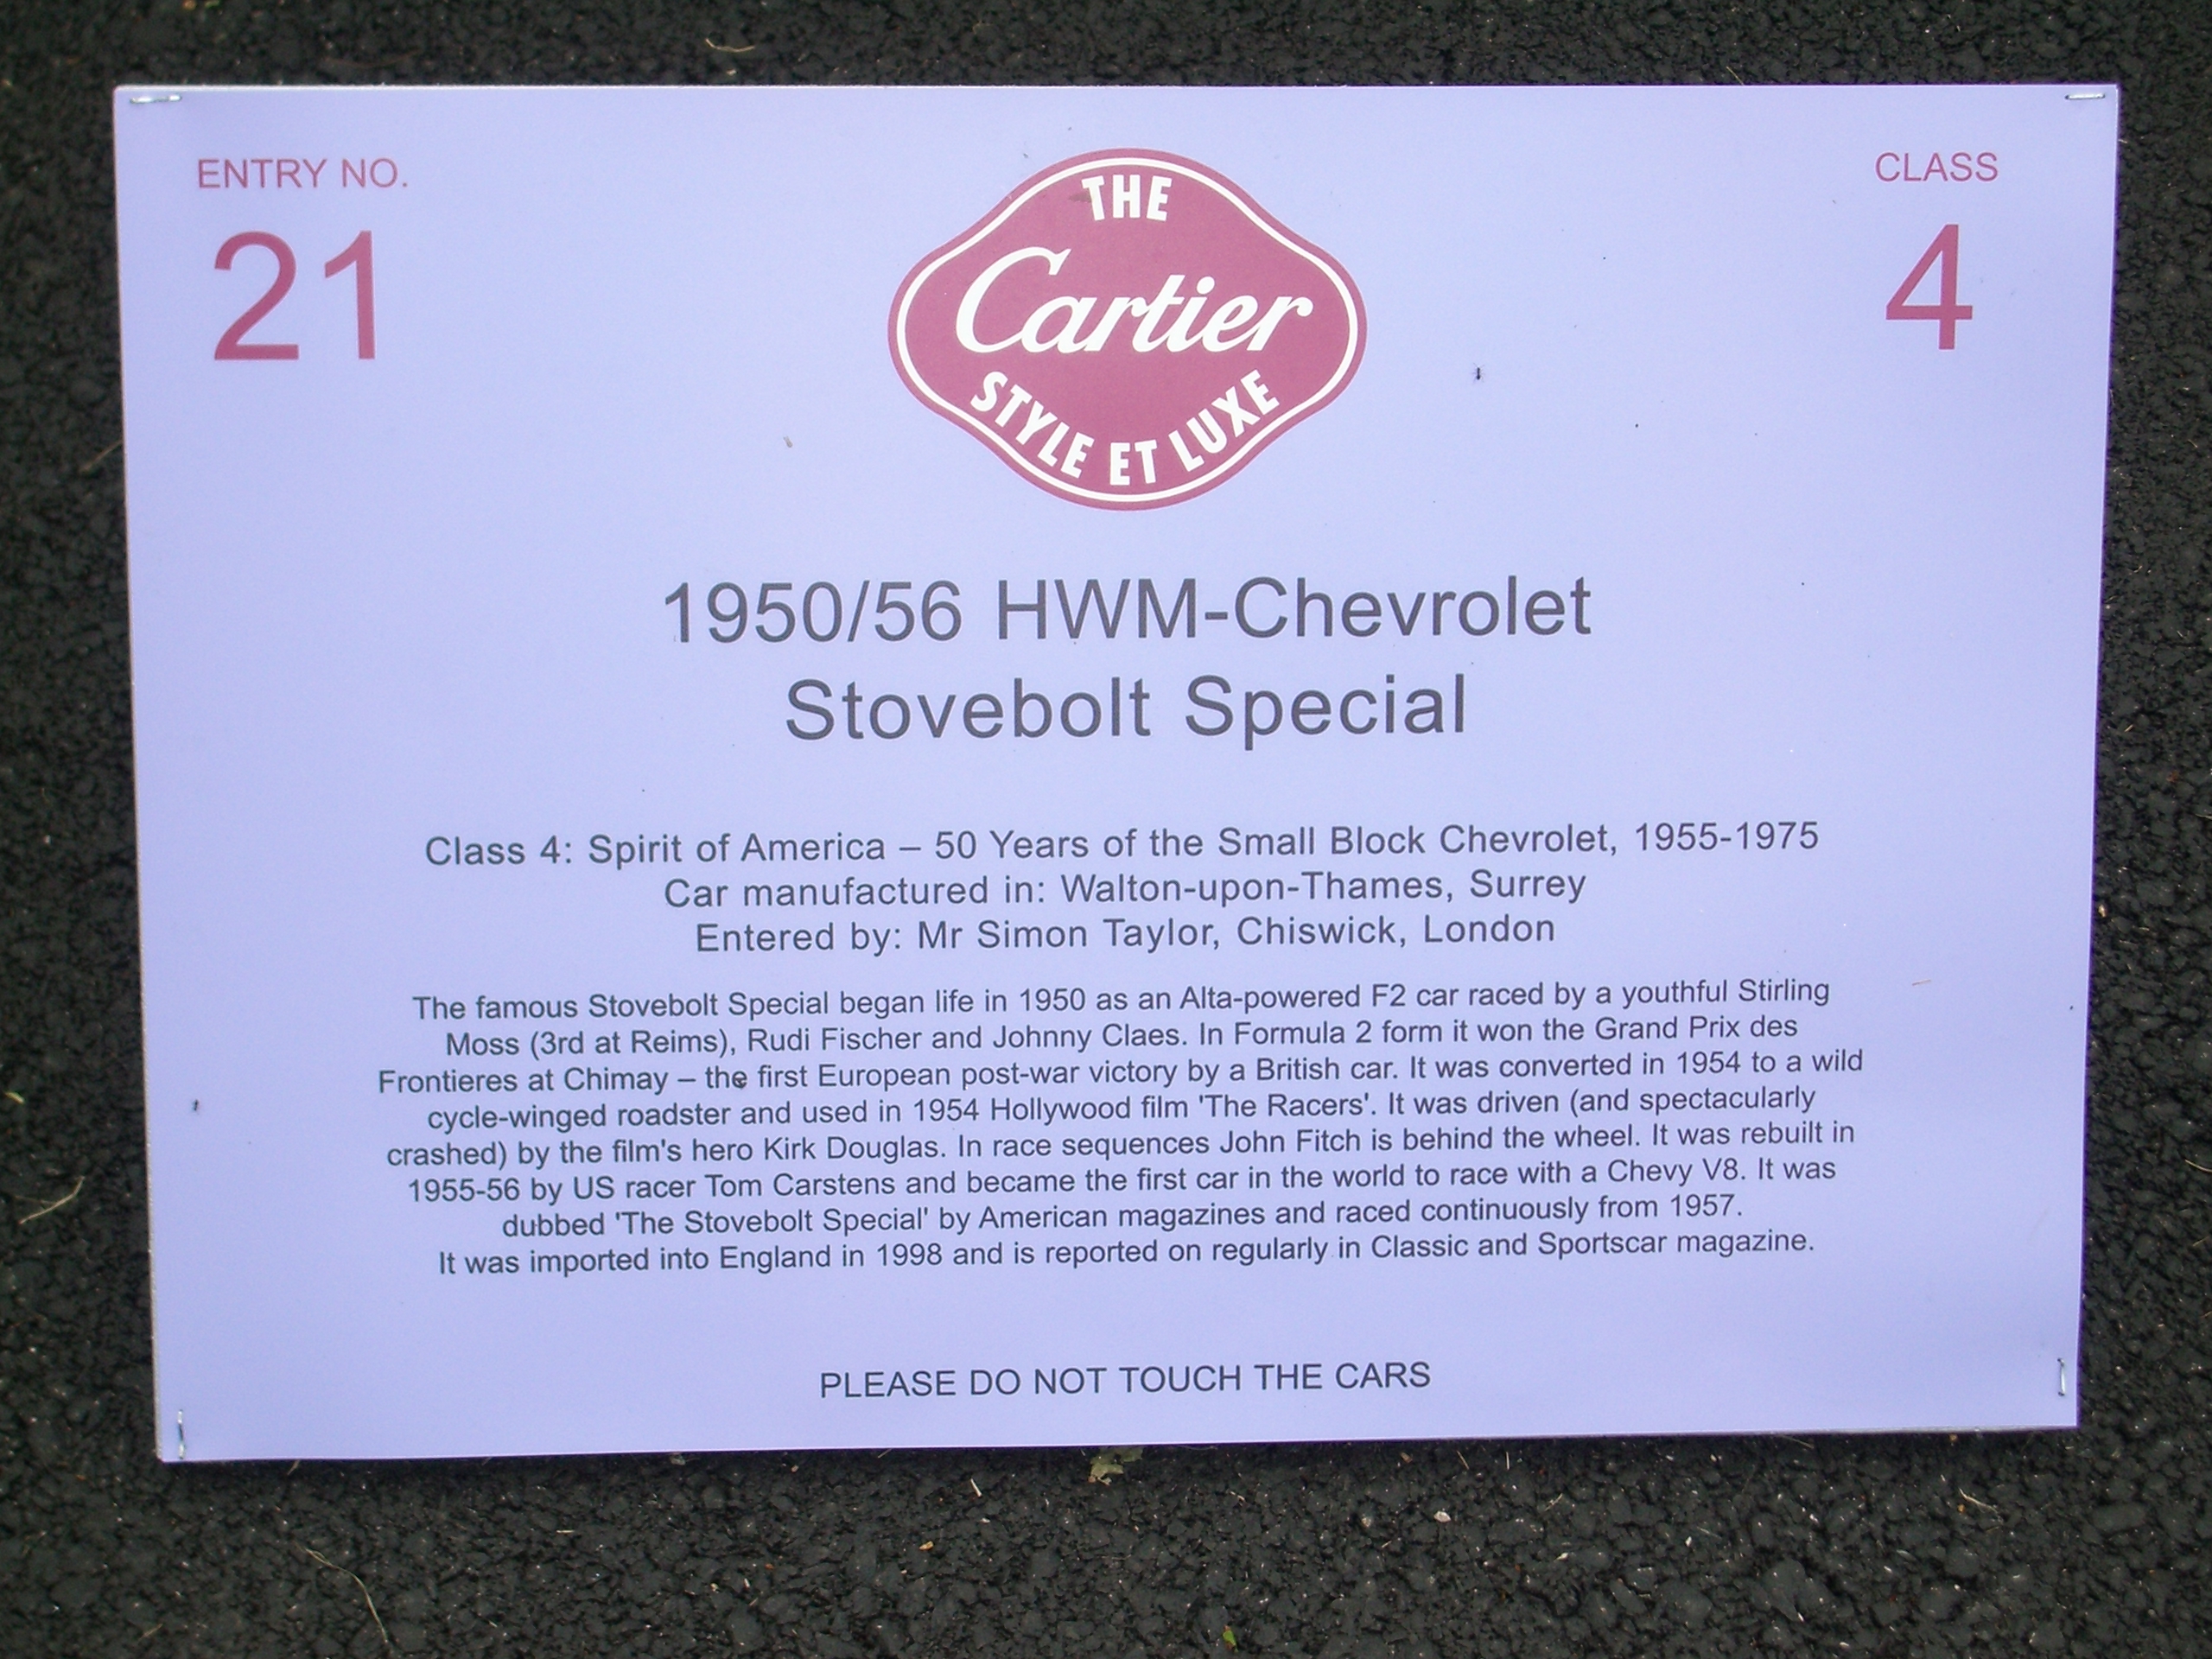 ENTRY NO.
21
CLASS
4
THE
Cartier
STYLE ET LUXE
1950/56 HWM-Chevrolet
Stovebolt Special
Class 4: Spirit of America – 50 Years of the Small Block Chevrolet, 1955-1975
Car manufactured in: Walton-upon-Thames, Surrey
Entered by: Mr Simon Taylor, Chiswick, London
The famous Stovebolt Special began life in 1950 as an Alta-powered F2 car raced by a youthful Stirling
Moss (3rd at Reims), Rudi Fischer and Johnny Claes. In Formula 2 form it won the Grand Prix des
Frontieres at Chimay – the first European post-war victory by a British car. It was converted in 1954 to a wild
cycle-winged roadster and used in 1954 Hollywood film 'The Racers'. It was driven (and spectacularly
crashed) by the film's hero Kirk Douglas. In race sequences John Fitch is behind the wheel. It was rebuilt in
1955-56 by US racer Tom Carstens and became the first car in the world to race with a Chevy V8. It was
dubbed 'The Stovebolt Special' by American magazines and raced continuously from 1957.
It was imported into England in 1998 and is reported on regularly in Classic and Sportscar magazine.
PLEASE DO NOT TOUCH THE CARS